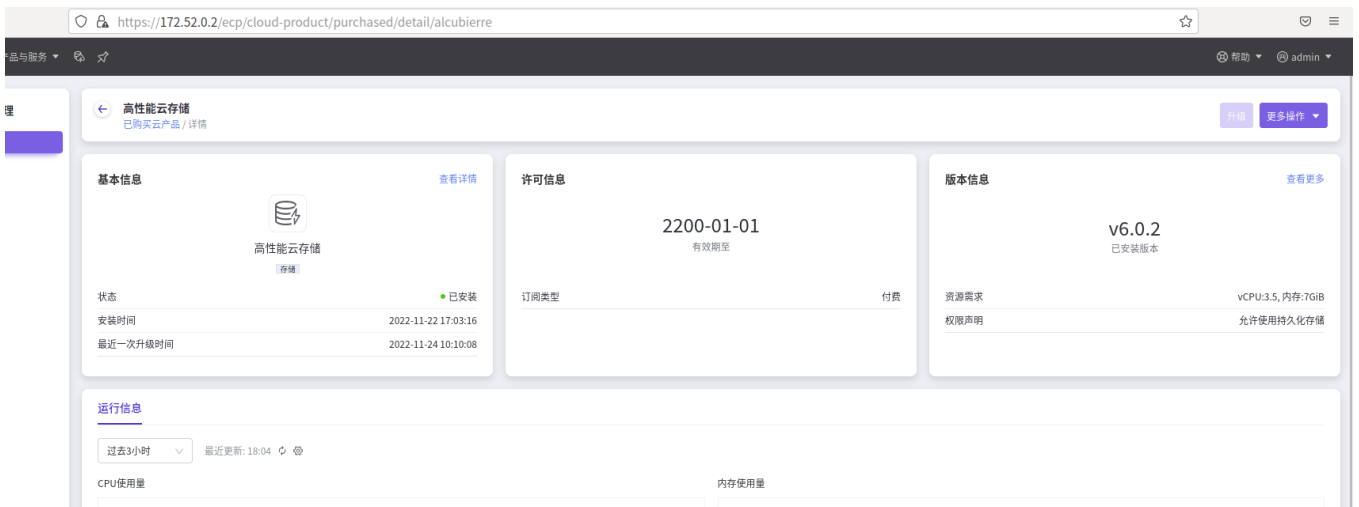 https://172.52.0.2/ecp/cloud-product/purchased/detail/alcubierre
品与服务 帮助 admin
理
高性能云存储
已购买云产品 / 详情
升级 更多操作
基本信息 查看详情
高性能云存储
存储
状态 已安装
安装时间 2022-11-22 17:03:16
最近一次升级时间 2022-11-24 10:10:08
许可信息
2200-01-01
有效期至
订阅类型 付费
版本信息 查看更多
v6.0.2
已安装版本
资源需求 vCPU:3.5, 内存:7GiB
权限声明 允许使用持久化存储
运行信息
过去3小时 最近更新: 18:04
CPU使用量 内存使用量